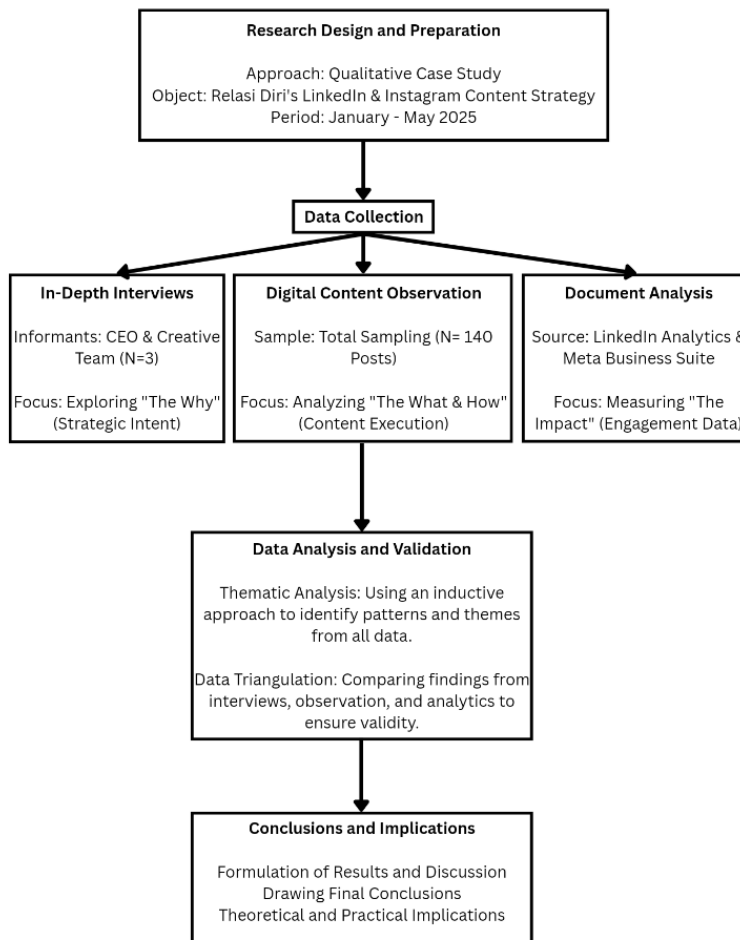 Research Design and Preparation
Approach: Qualitative Case Study
Object: Relasi Diri's LinkedIn & Instagram Content Strategy
Period: January - May 2025
Data Collection
In-Depth Interviews
Informants: CEO & Creative
Team (N=3)
Focus: Exploring "The Why"
(Strategic Intent)
Digital Content Observation
Sample: Total Sampling (N= 140
Posts)
Focus: Analyzing "The What & How"
(Content Execution)
Document Analysis
Source: LinkedIn Analytics &
Meta Business Suite
Focus: Measuring "The
Impact" (Engagement Data)
Data Analysis and Validation
Thematic Analysis: Using an inductive
approach to identify patterns and themes
from all data.
Data Triangulation: Comparing findings from
interviews, observation, and analytics to
ensure validity.
Conclusions and Implications
Formulation of Results and Discussion
Drawing Final Conclusions
Theoretical and Practical Implications